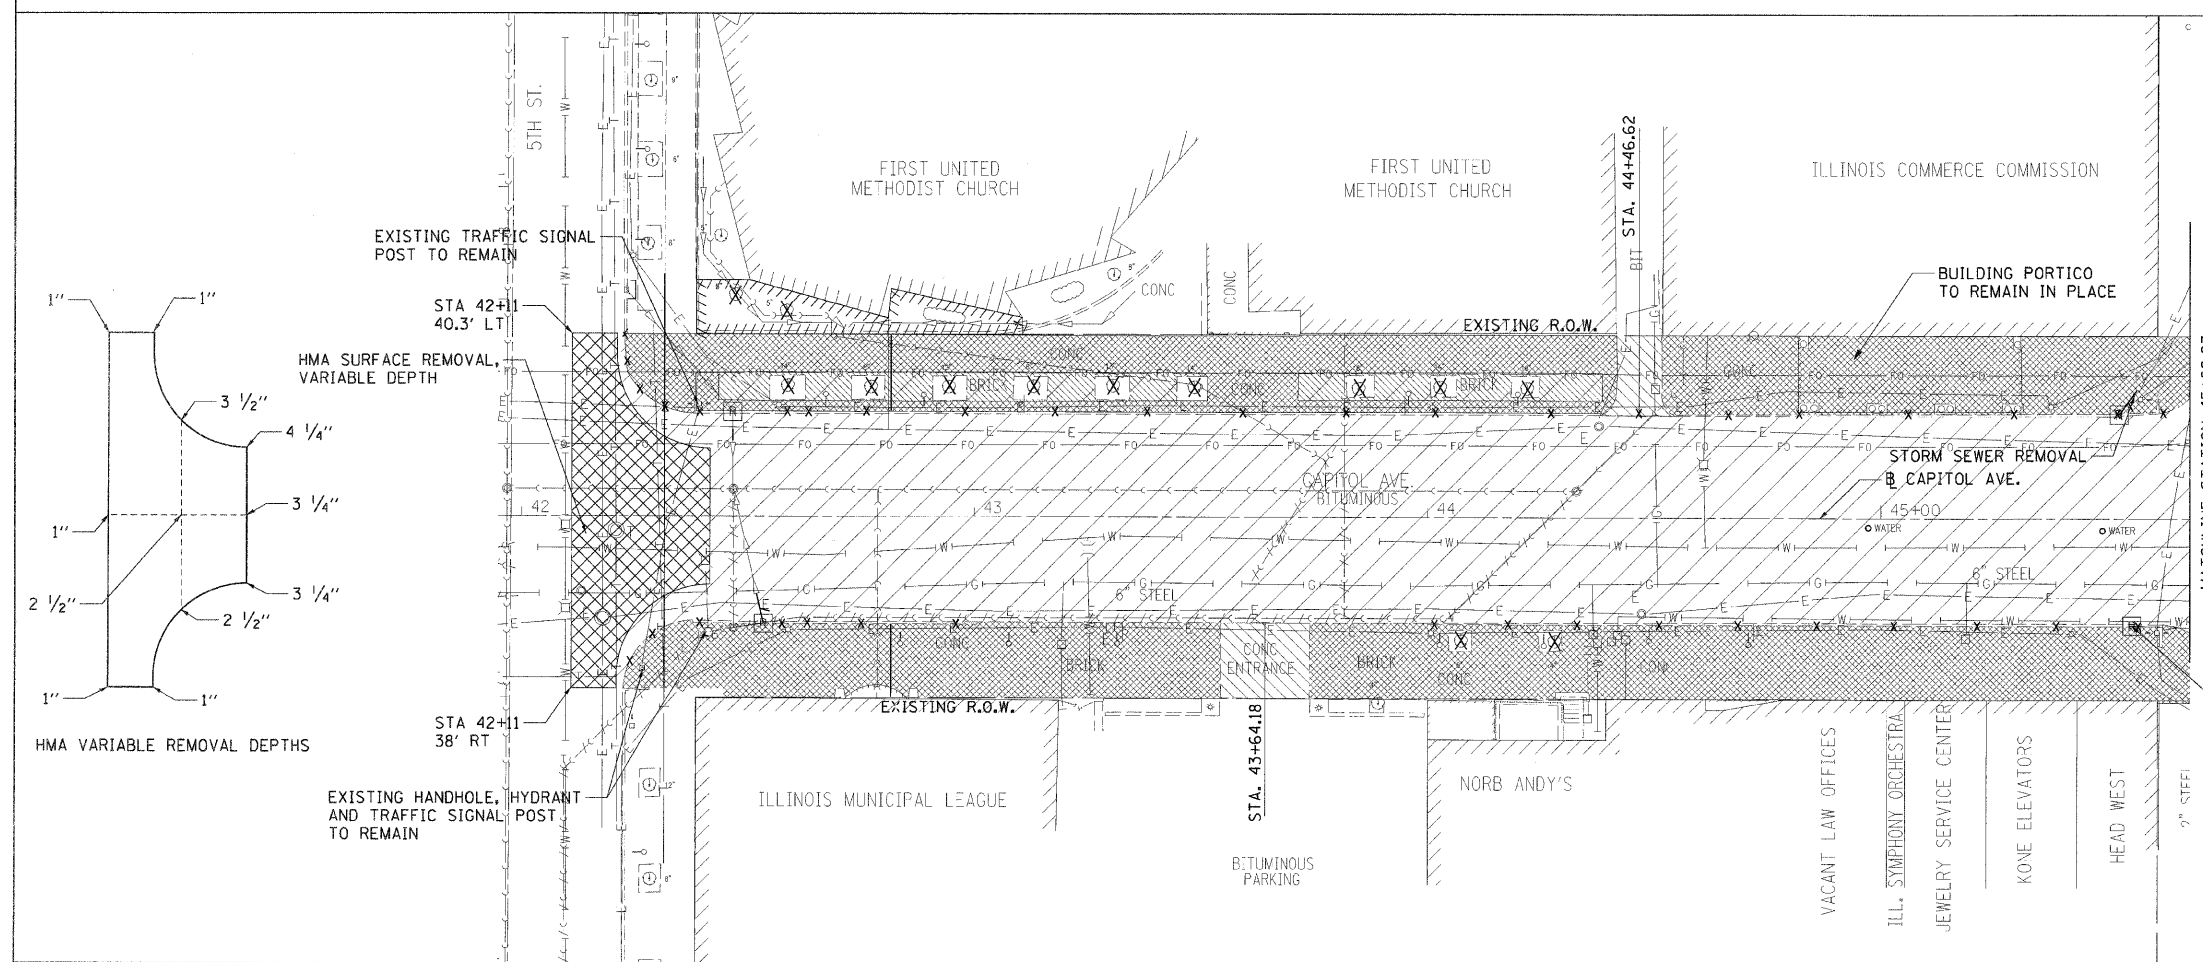 5TH ST.
FIRST UNITED
METHODIST CHURCH
FIRST UNITED
METHODIST CHURCH
STA. 44+46.62
ILLINOIS COMMERCE COMMISSION
EXISTING TRAFFIC SIGNAL
POST TO REMAIN
BIT
CONC
CONC
BUILDING PORTICO
TO REMAIN IN PLACE
1"
1"
STA 42+11
40.3' LT
EXISTING R.O.W.
HMA SURFACE REMOVAL,
VARIABLE DEPTH
CONC
CONC
BRICK
CONC
BRICK
3 1/2"
4 1/4"
STORM SEWER REMOVAL
CAPITOL AVE.
CAPITOL AVE.
BITUMINOUS
3 1/4"
1"
42
43
44
45+00
WATER
WATER
6" STEEL
6" STEEL
2 1/2"
3 1/4"
2 1/2"
CONC
BRICK
CONC
ENTRANCE
BRICK
CONC
CONC
1"
1"
EXISTING R.O.W.
STA 42+11
38' RT
HMA VARIABLE REMOVAL DEPTHS
STA. 43+64.18
EXISTING HANDHOLE, HYDRANT
AND TRAFFIC SIGNAL POST
TO REMAIN
ILLINOIS MUNICIPAL LEAGUE
NORB ANDY'S
BITUMINOUS
PARKING
VACANT LAW OFFICES
ILL. SYMPHONY ORCHESTRA
JEWELRY SERVICE CENTER
KONE ELEVATORS
HEAD WEST
2" STEEL